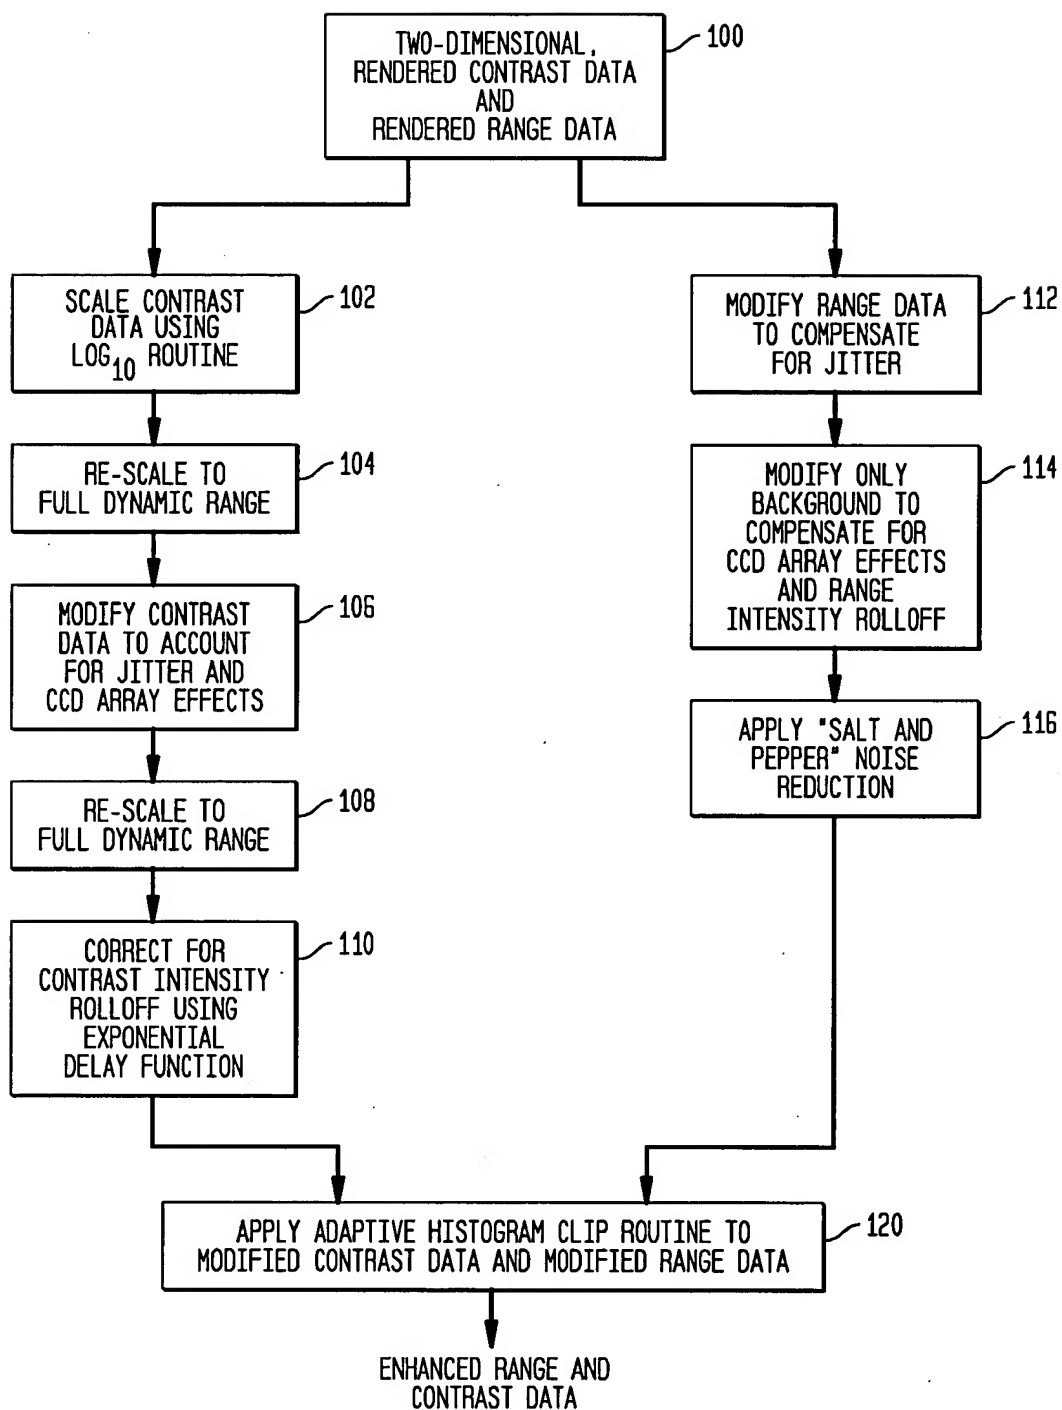 TWO-DIMENSIONAL,
RENDERED CONTRAST DATA
AND
RENDERED RANGE DATA
100
SCALE CONTRAST
DATA USING
LOG10 ROUTINE
102
RE-SCALE TO
FULL DYNAMIC RANGE
104
MODIFY CONTRAST
DATA TO ACCOUNT
FOR JITTER AND
CCD ARRAY EFFECTS
106
RE-SCALE TO
FULL DYNAMIC RANGE
108
CORRECT FOR
CONTRAST INTENSITY
ROLLOFF USING
EXPONENTIAL
DELAY FUNCTION
110
MODIFY RANGE DATA
TO COMPENSATE
FOR JITTER
112
MODIFY ONLY
BACKGROUND TO
COMPENSATE FOR
CCD ARRAY EFFECTS
AND RANGE
INTENSITY ROLLOFF
114
APPLY "SALT AND
PEPPER" NOISE
REDUCTION
116
APPLY ADAPTIVE HISTOGRAM CLIP ROUTINE TO
MODIFIED CONTRAST DATA AND MODIFIED RANGE DATA
120
ENHANCED RANGE AND
CONTRAST DATA